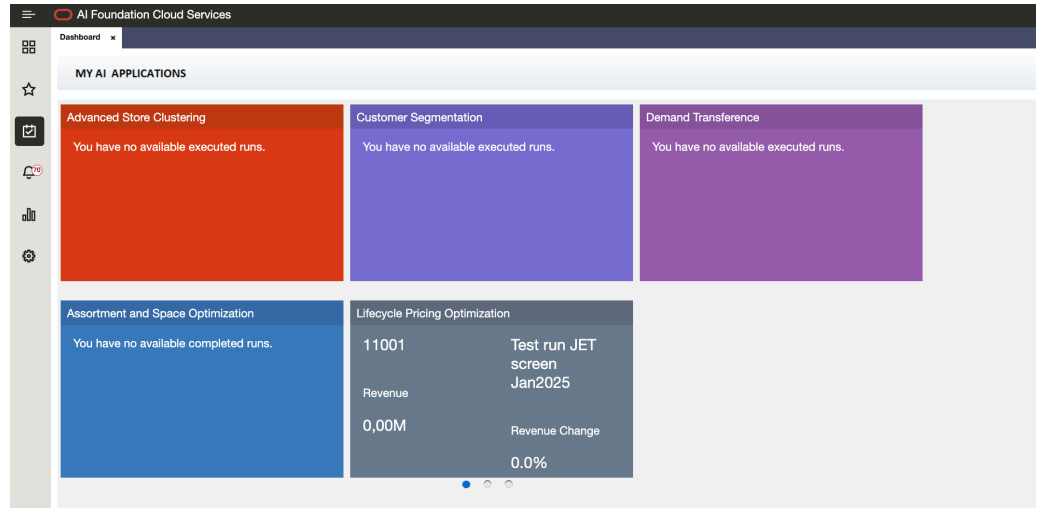 AI Foundation Cloud Services
Dashboard x
MY AI APPLICATIONS
Advanced Store Clustering
You have no available executed runs.
Customer Segmentation
You have no available executed runs.
Demand Transference
You have no available executed runs.
70
Assortment and Space Optimization
You have no available completed runs.
Lifecycle Pricing Optimization
11001
Test run JET
screen
Jan2025
Revenue
0,00M
Revenue Change
0.0%